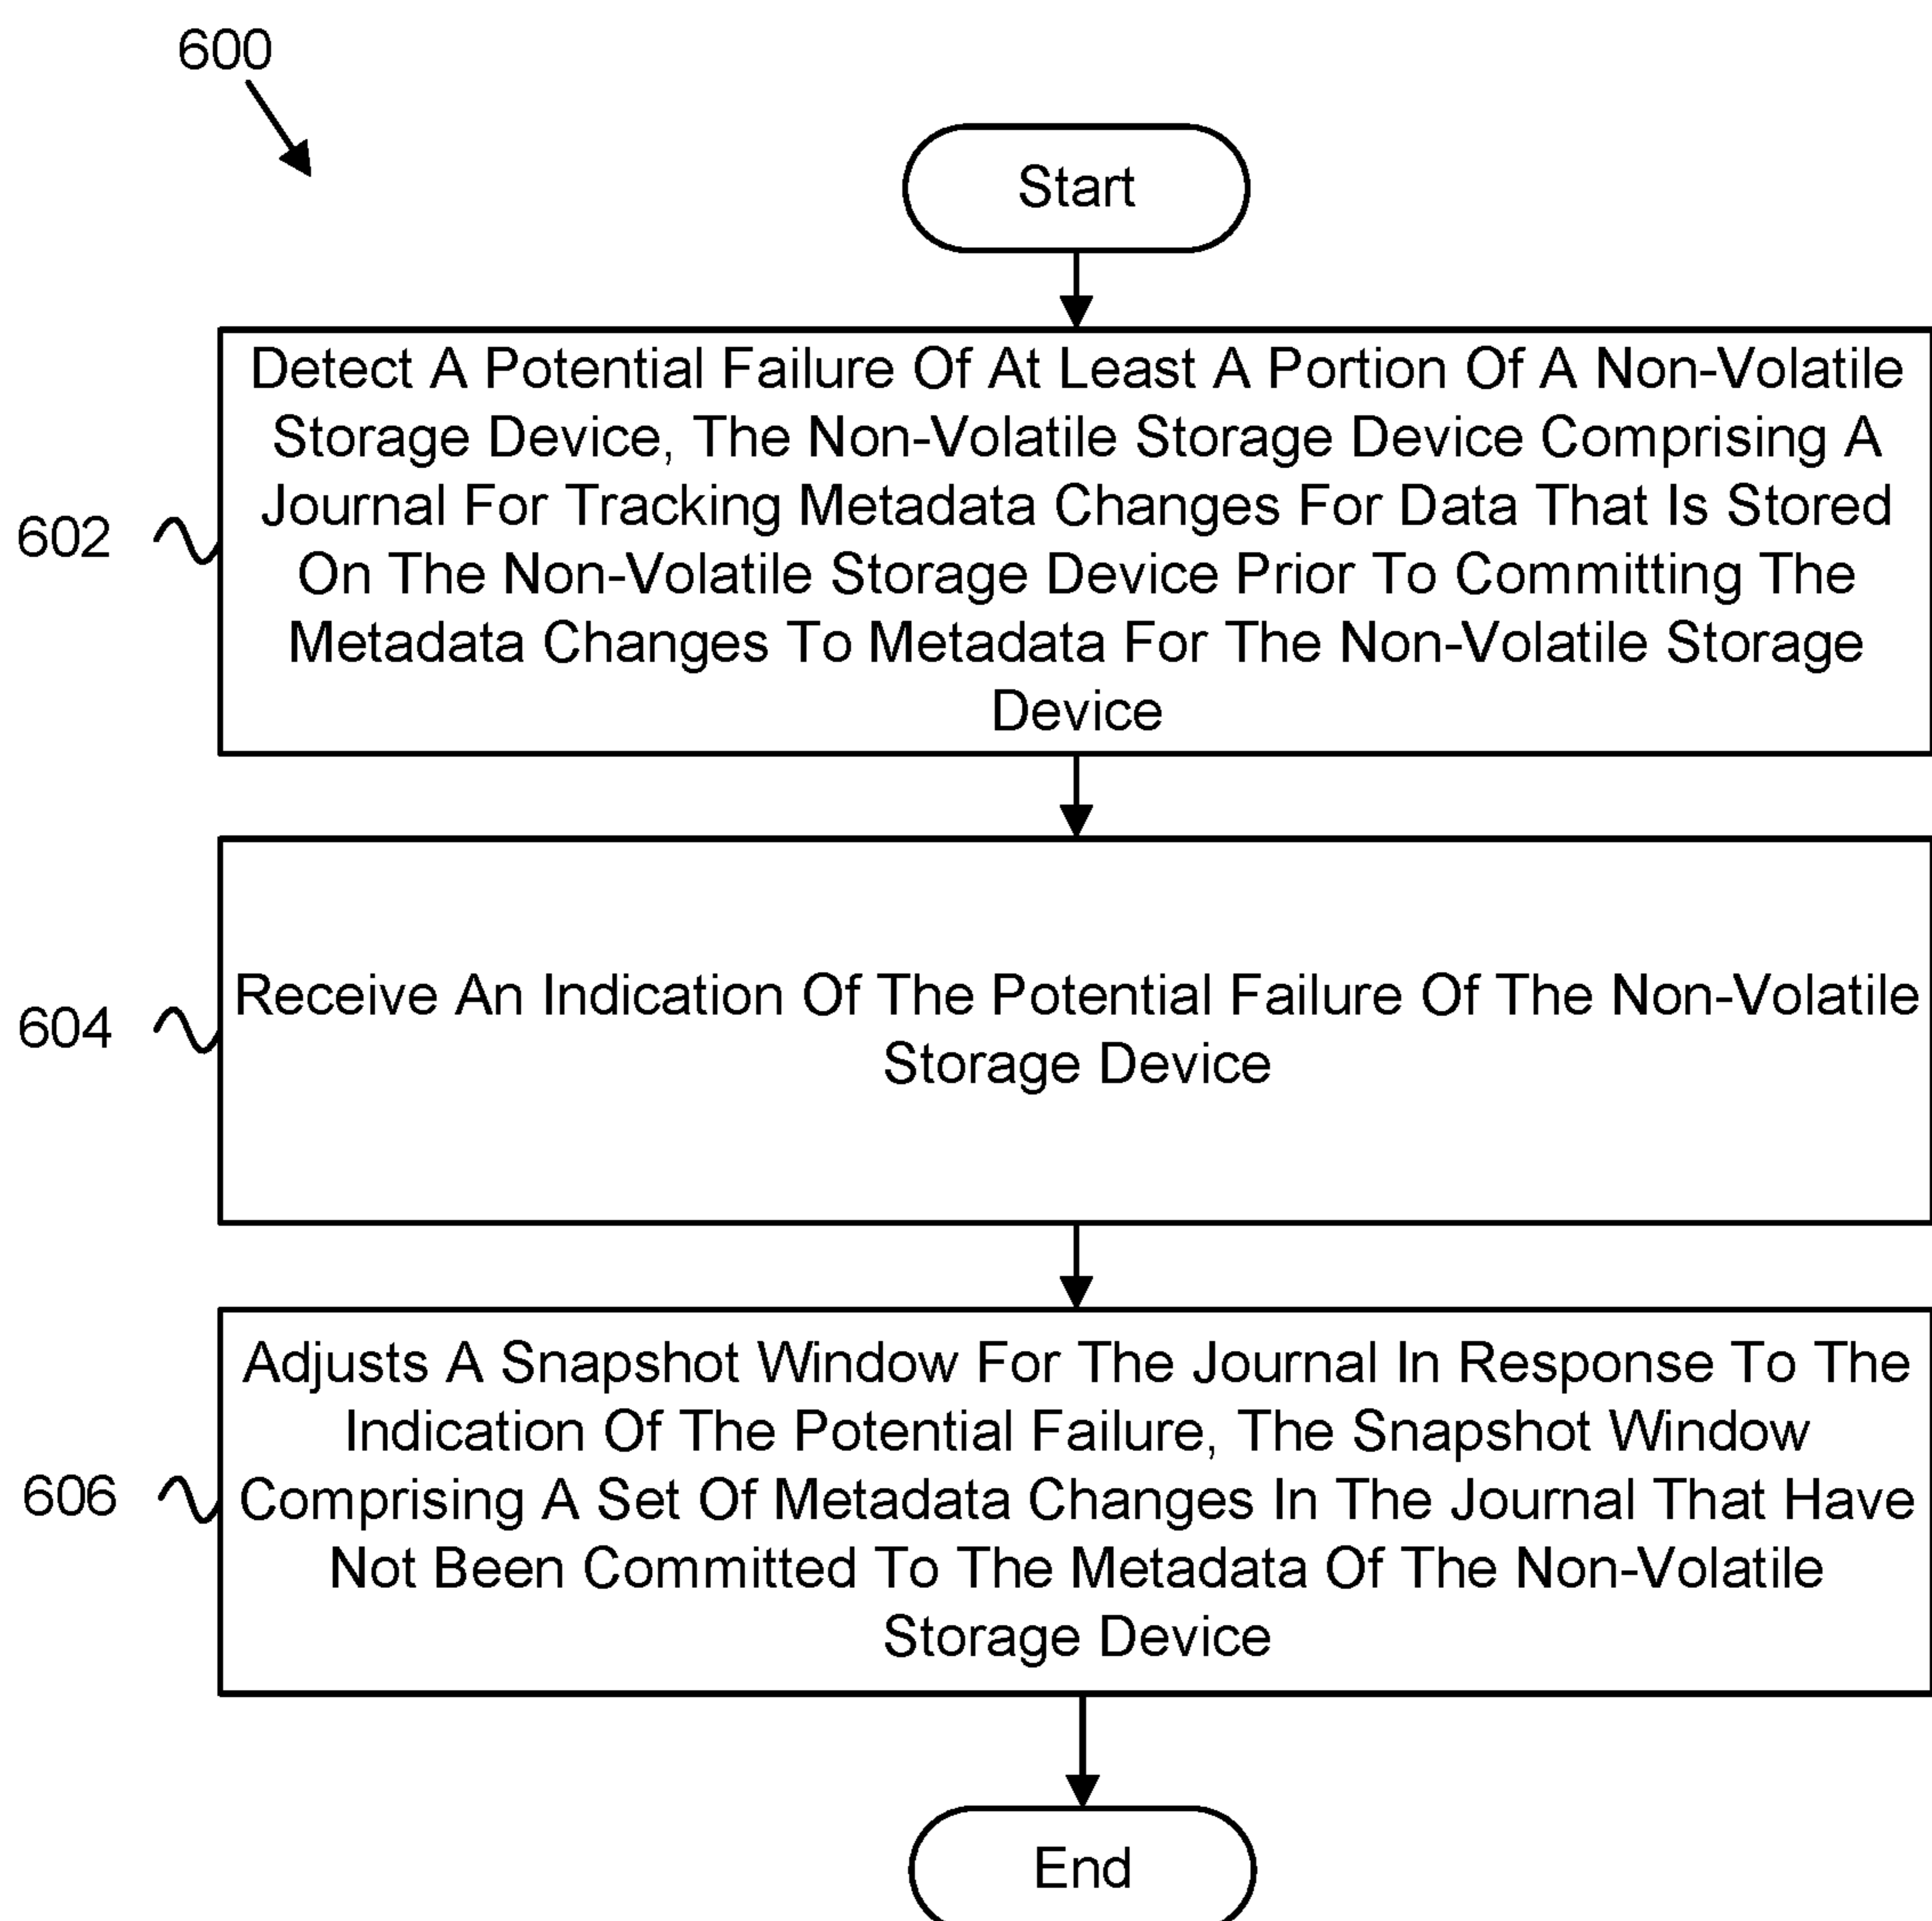 600
Start
Detect A Potential Failure Of At Least A Portion Of A Non-Volatile
Storage Device, The Non-Volatile Storage Device Comprising A
Journal For Tracking Metadata Changes For Data That Is Stored
On The Non-Volatile Storage Device Prior To Committing The
Metadata Changes To Metadata For The Non-Volatile Storage
Device
602
Receive An Indication Of The Potential Failure Of The Non-Volatile
Storage Device
604
Adjusts A Snapshot Window For The Journal In Response To The
Indication Of The Potential Failure, The Snapshot Window
Comprising A Set Of Metadata Changes In The Journal That Have
Not Been Committed To The Metadata Of The Non-Volatile
Storage Device
606
End